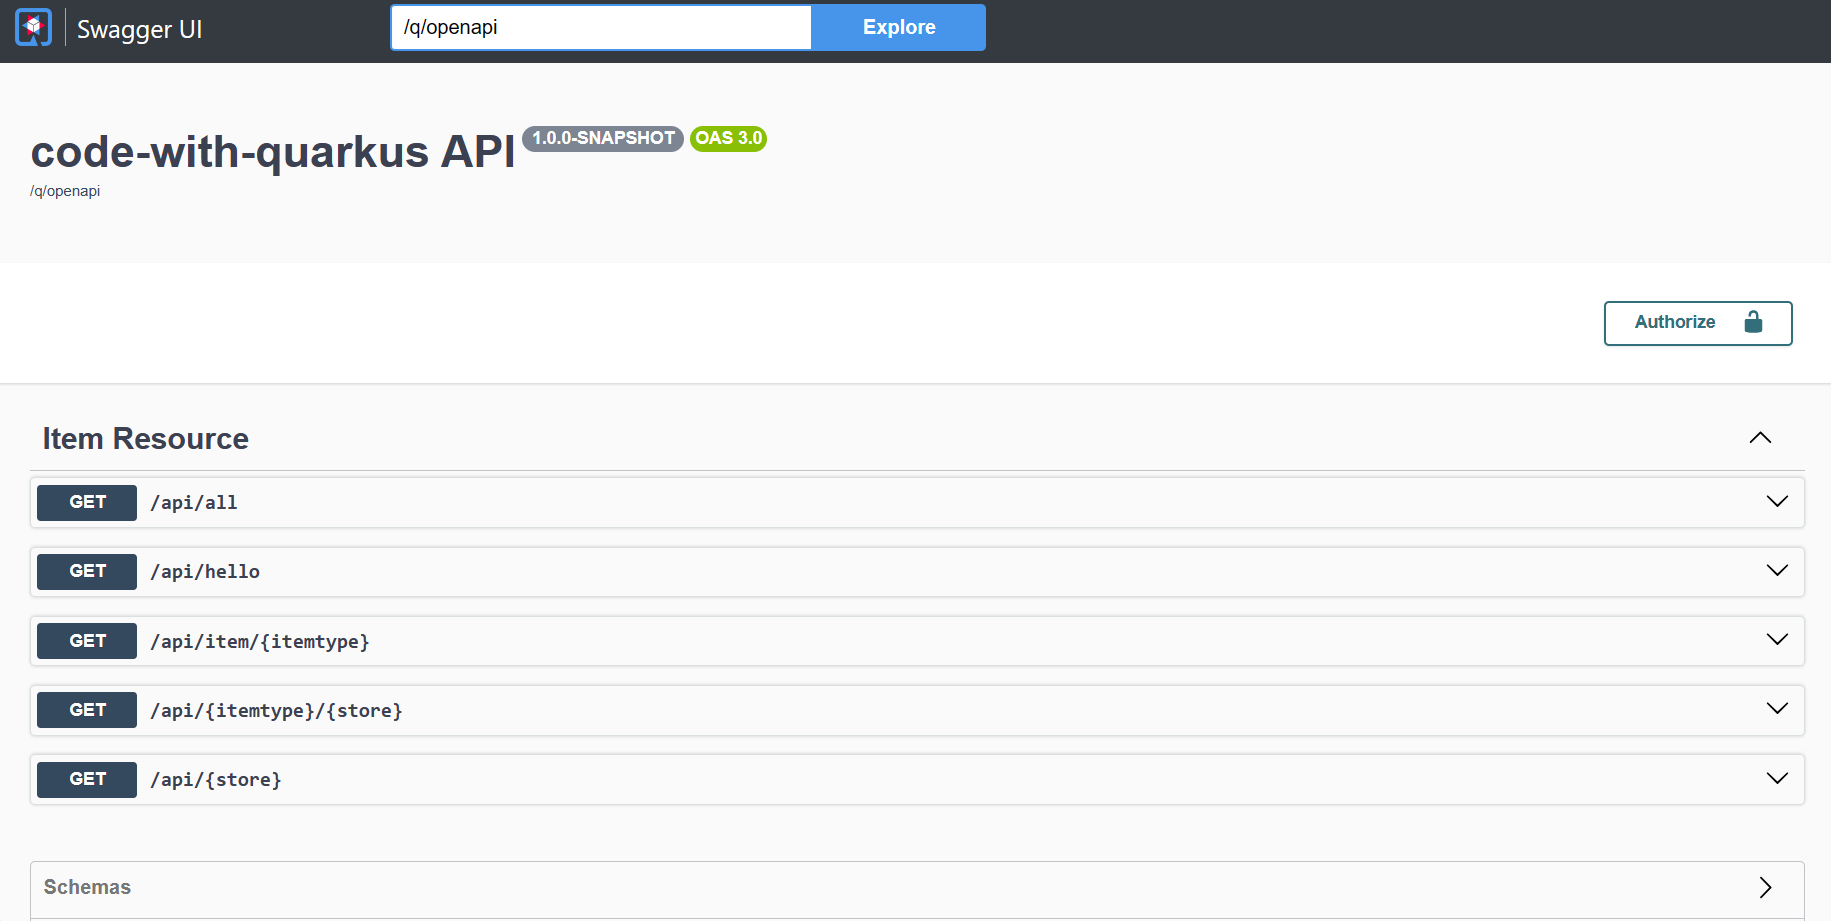 Swagger UI /q/openapi Explore
code-with-quarkus API 1.0.0-SNAPSHOT OAS 3.0
/q/openapi
Authorize
Item Resource
GET /api/all
GET /api/hello
GET /api/item/{itemtype}
GET /api/{itemtype}/{store}
GET /api/{store}
Schemas